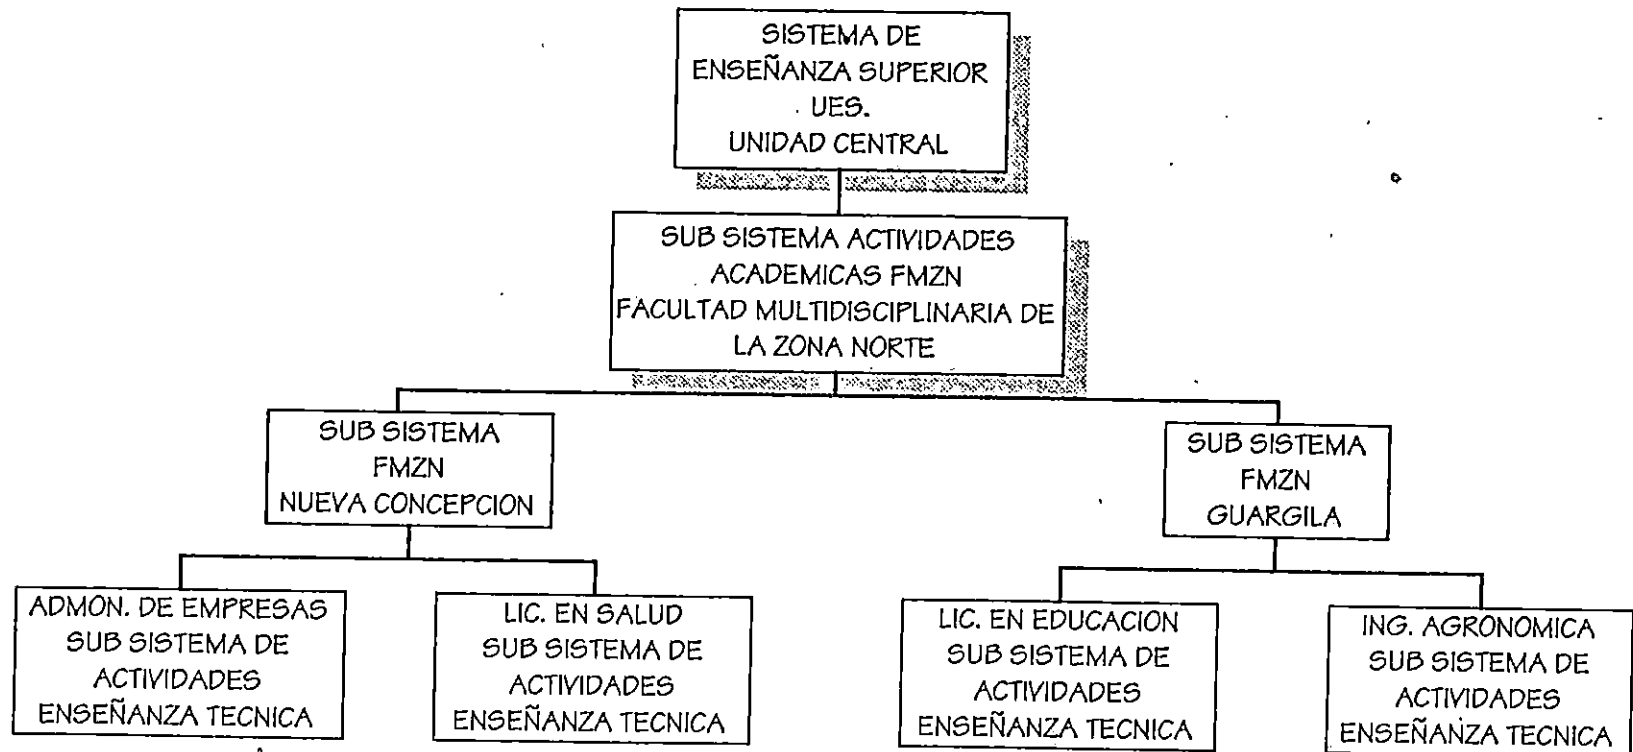 SISTEMA DE
ENSEÑANZA SUPERIOR
UES.
UNIDAD CENTRAL
SUB SISTEMA ACTIVIDADES
ACADEMICAS FMZN
FACULTAD MULTIDISCIPLINARIA DE
LA ZONA NORTE
SUB SISTEMA
FMZN
NUEVA CONCEPCION
SUB SISTEMA
FMZN
GUARGILA
ADMON. DE EMPRESAS
SUB SISTEMA DE
ACTIVIDADES
ENSEÑANZA TECNICA
LIC. EN SALUD
SUB SISTEMA DE
ACTIVIDADES
ENSEÑANZA TECNICA
LIC. EN EDUCACION
SUB SISTEMA DE
ACTIVIDADES
ENSEÑANZA TECNICA
ING. AGRONOMICA
SUB SISTEMA DE
ACTIVIDADES
ENSEÑANZA TECNICA